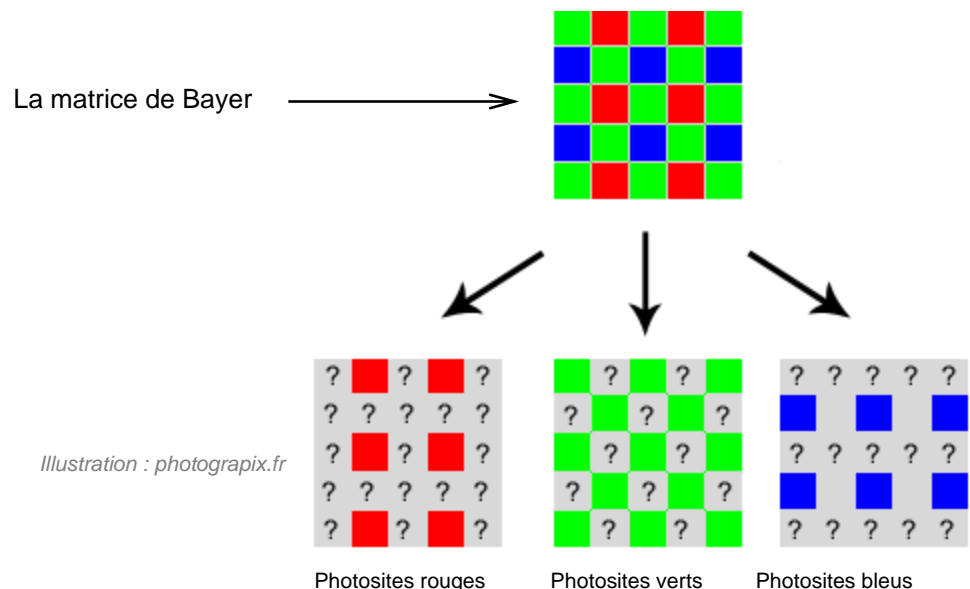 La matrice de Bayer
? ? ?
? ? ? ? ?
? ? ?
? ? ? ? ?
? ? ?
? ?
? ? ?
? ?
? ? ?
? ?
? ? ? ? ?
? ? ? ? ?
? ? ? ? ?
Illustration : photograpix.fr
Photosites rouges
Photosites verts
Photosites bleus